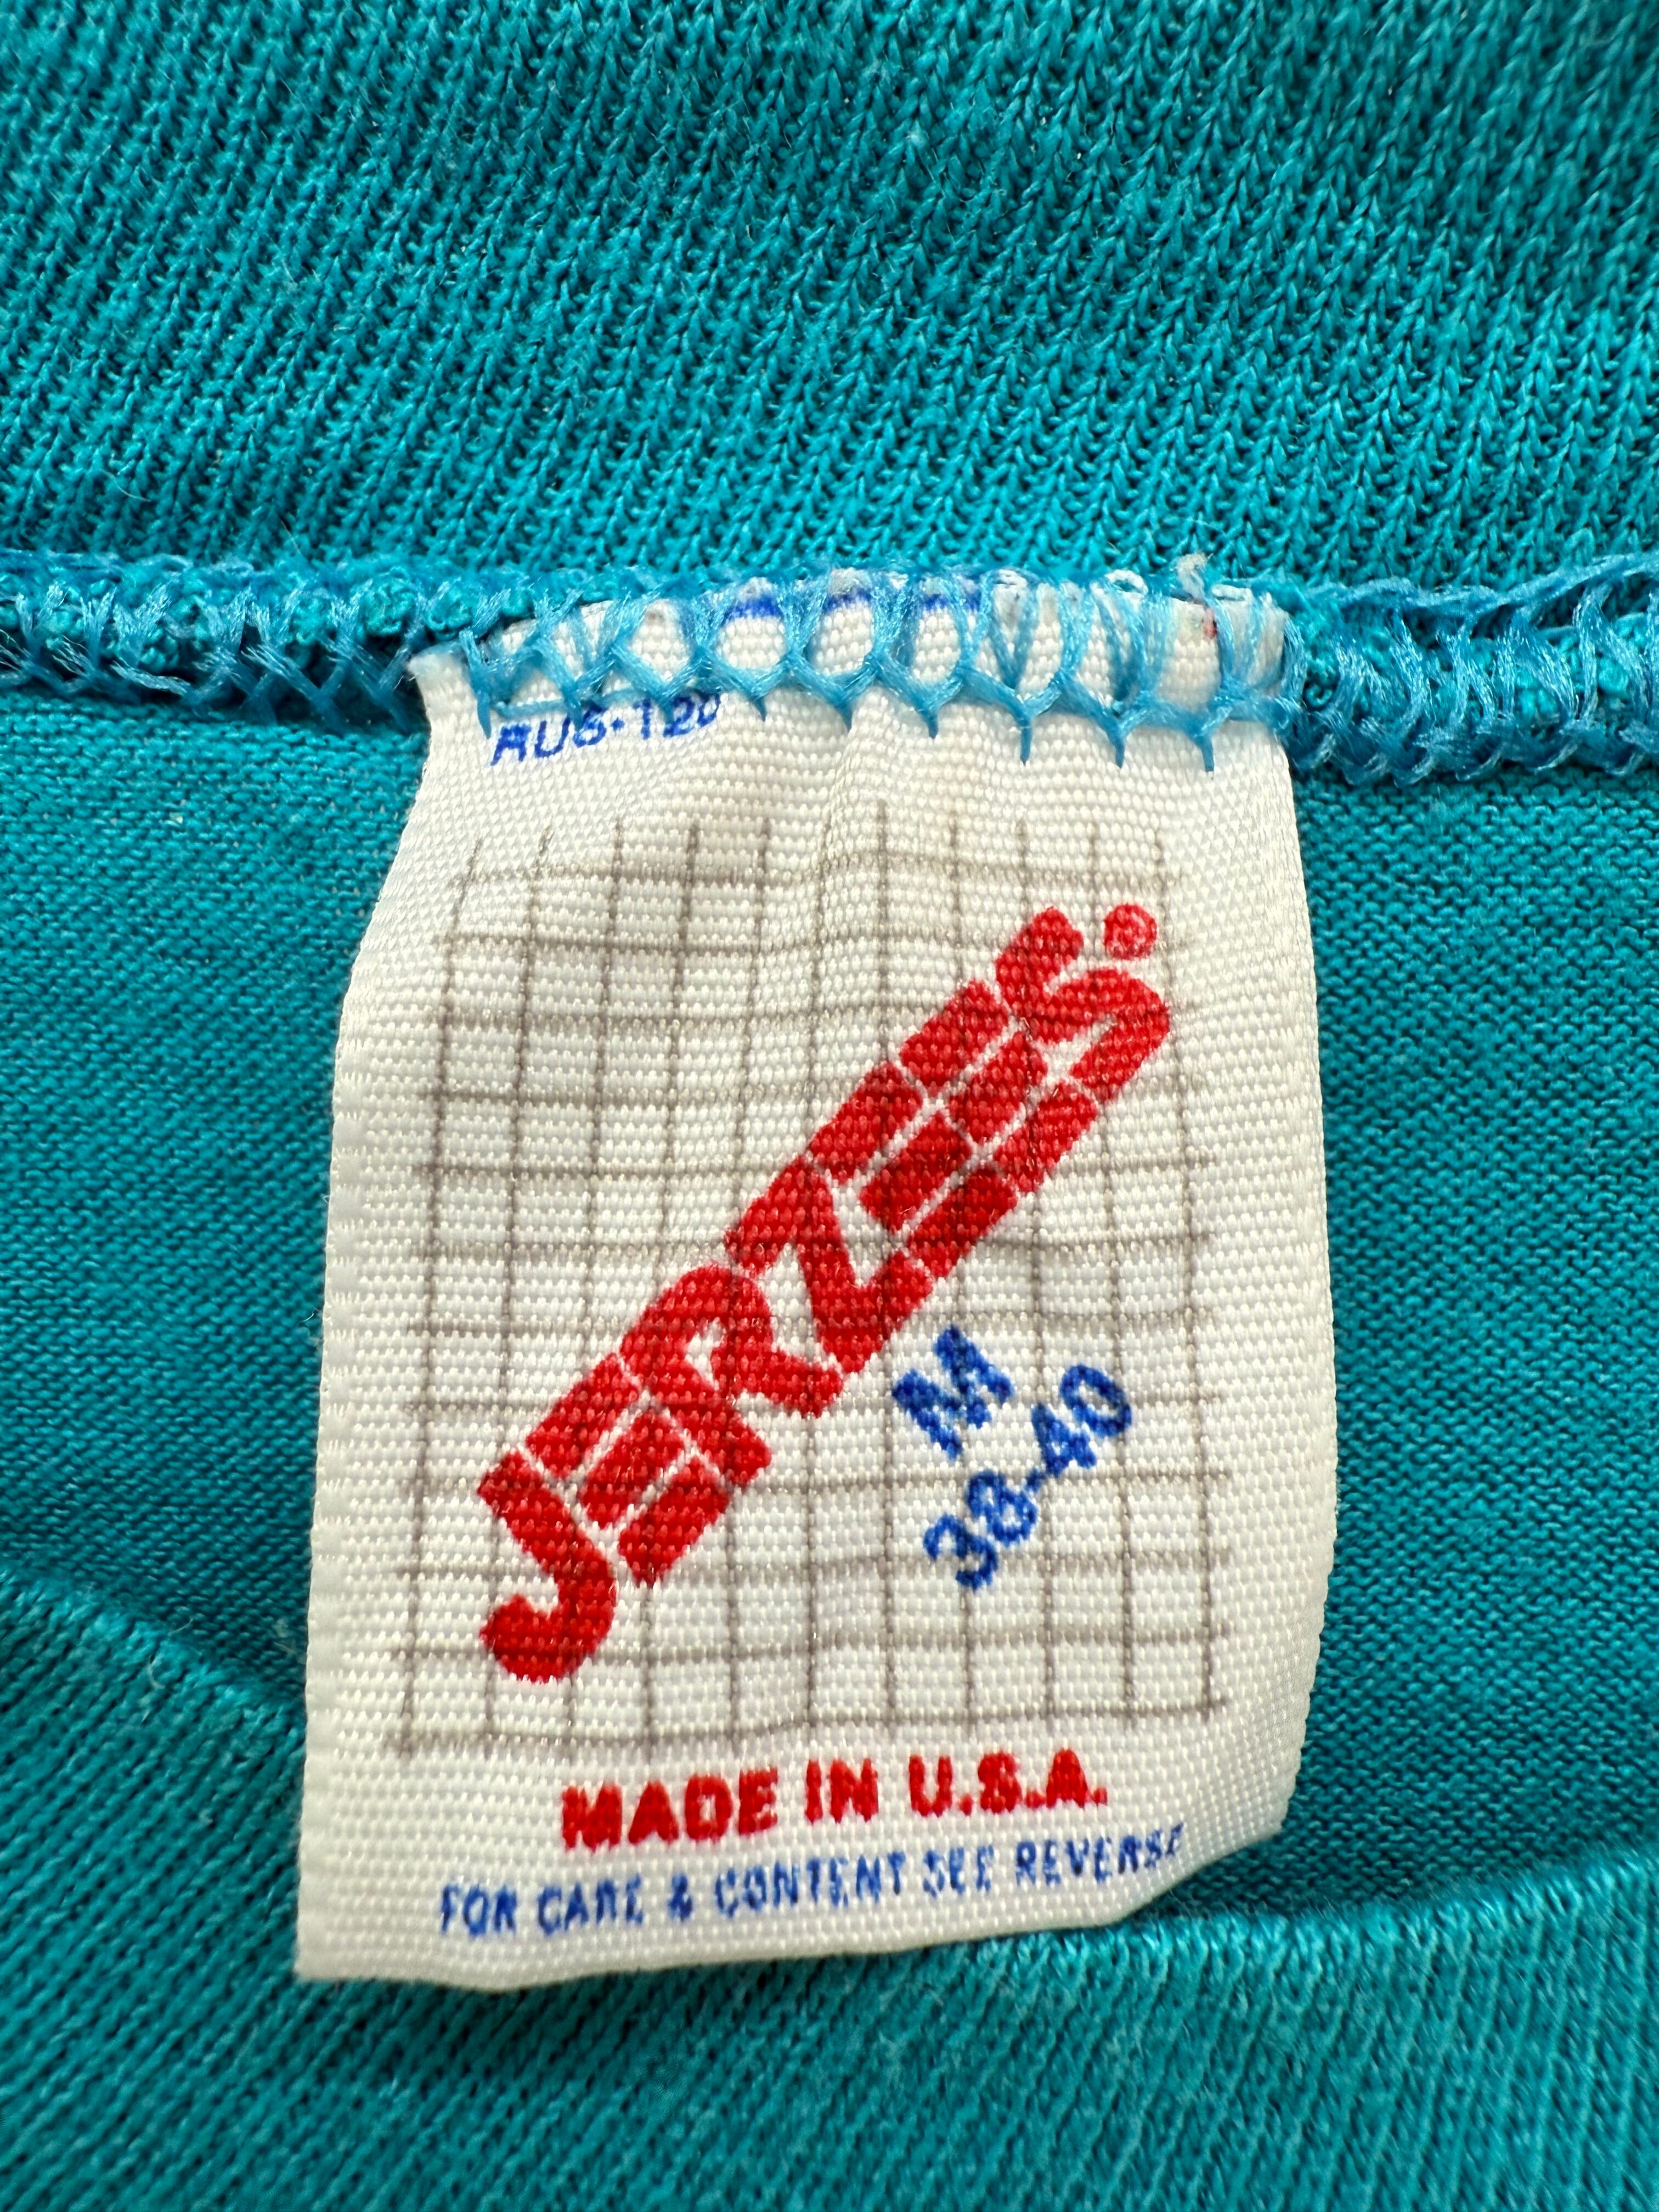 RUS-120
JERZEES®
M
38-40
MADE IN U.S.A.
FOR CARE & CONTENT SEE REVERSE